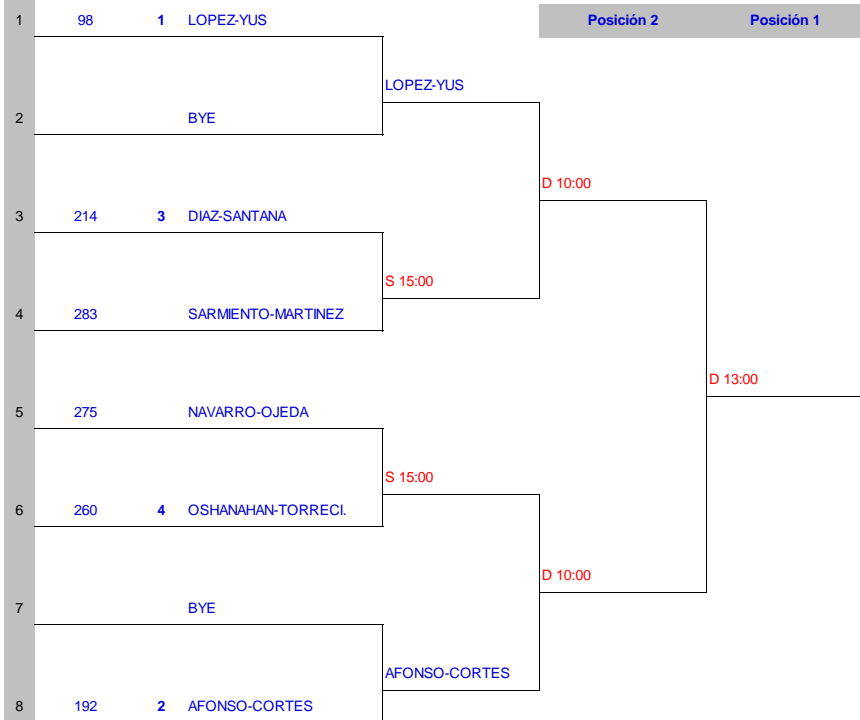 1 98 1 LOPEZ-YUS Posición 2 Posición 1
LOPEZ-YUS
2 BYE
D 10:00
3 214 3 DIAZ-SANTANA
S 15:00
4 283 SARMIENTO-MARTINEZ
D 13:00
5 275 NAVARRO-OJEDA
S 15:00
6 260 4 OSHANAHAN-TORRECI.
D 10:00
7 BYE
AFONSO-CORTES
8 192 2 AFONSO-CORTES